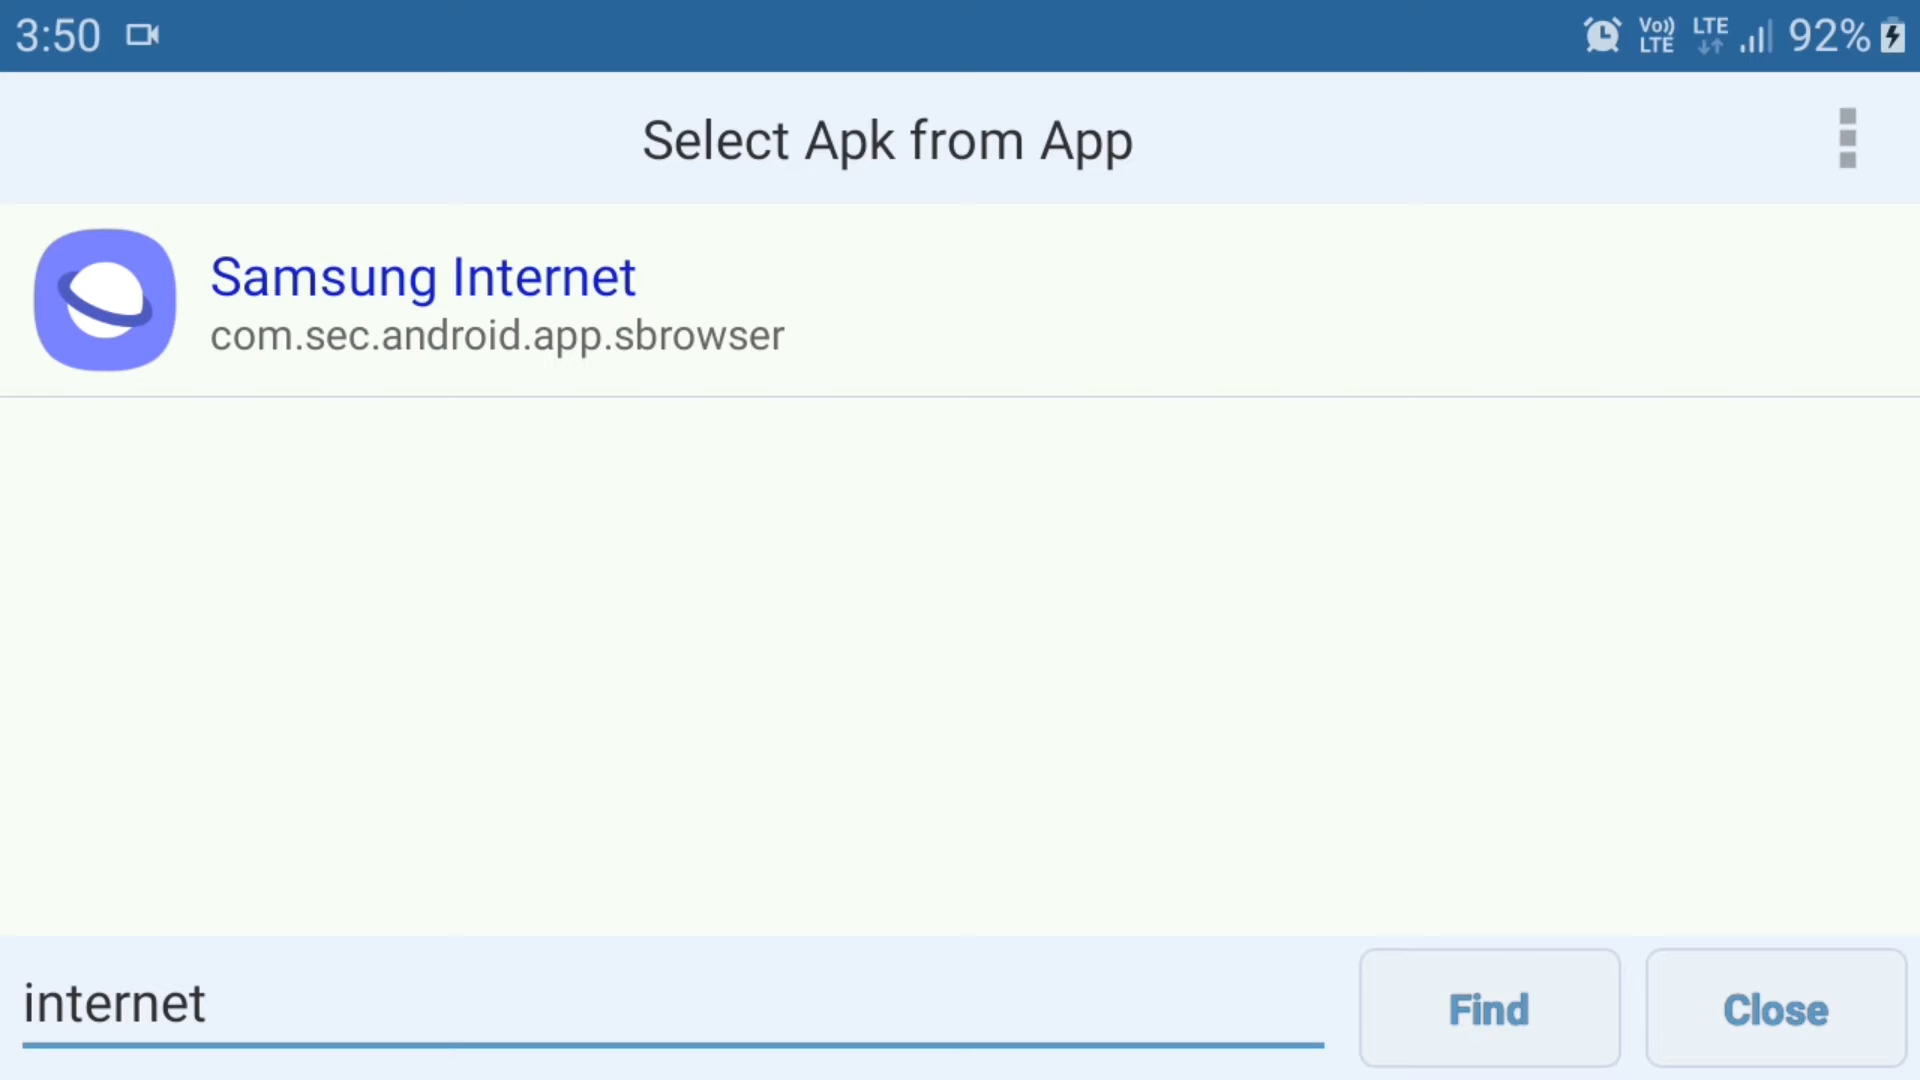 3:50
Vo)) LTE
LTE
92%
Select Apk from App
Samsung Internet
com.sec.android.app.sbrowser
internet
Find
Close